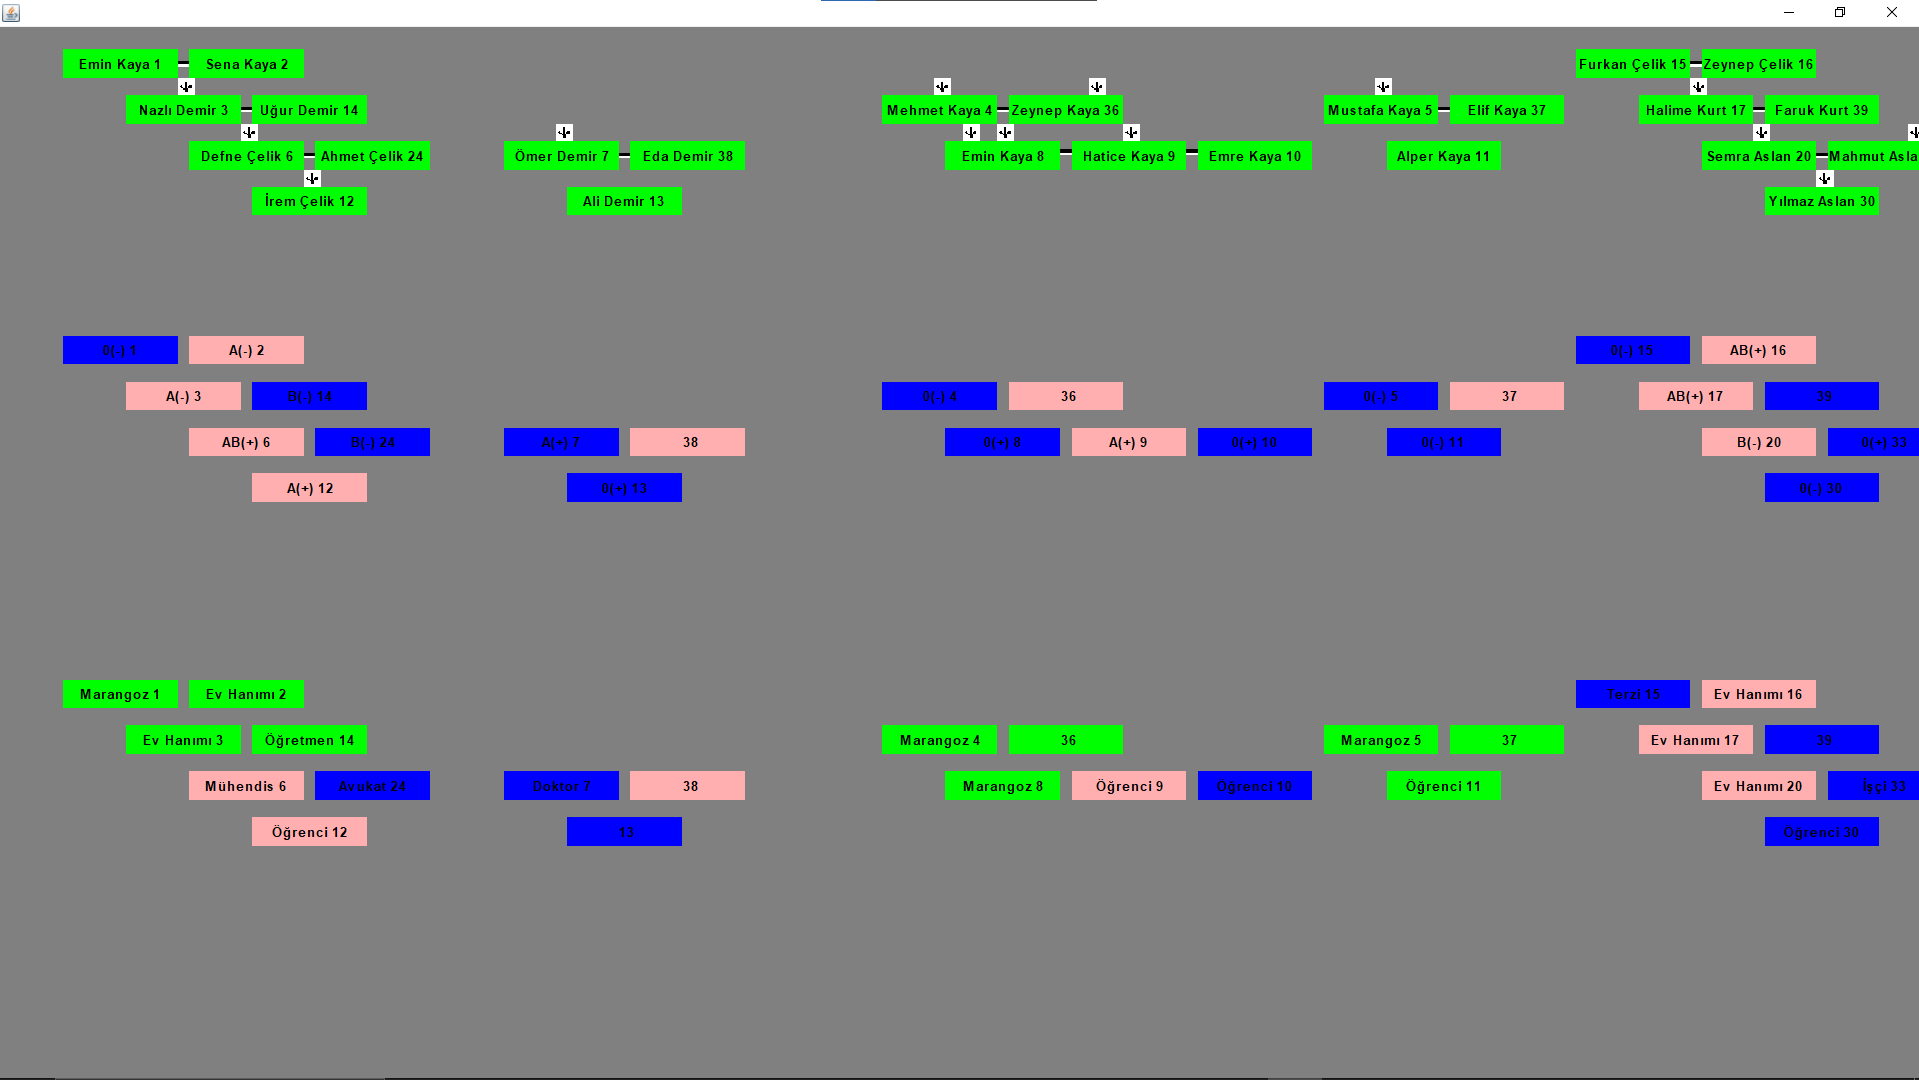 Emin Kaya 1 Sena Kaya 2 Furkan Çelik 15 Zeynep Çelik 16
Nazlı Demir 3 Uğur Demir 14 Mehmet Kaya 4 Zeynep Kaya 36 Mustafa Kaya 5 Elif Kaya 37 Halime Kurt 17 Faruk Kurt 39
Defne Çelik 6 Ahmet Çelik 24 Ömer Demir 7 Eda Demir 38 Emin Kaya 8 Hatice Kaya 9 Emre Kaya 10 Alper Kaya 11 Semra Aslan 20 Mahmut Asla
İrem Çelik 12 Ali Demir 13 Yılmaz Aslan 30
0(-) 1 A(-) 2 0(-) 15 AB(+) 16
A(-) 3 B(-) 14 0(-) 4 36 0(-) 5 37 AB(+) 17 39
AB(+) 6 B(-) 24 A(+) 7 38 0(+) 8 A(+) 9 0(+) 10 0(-) 11 B(-) 20 0(+) 33
A(+) 12 0(+) 13 0(-) 30
Marangoz 1 Ev Hanımı 2 Terzi 15 Ev Hanımı 16
Ev Hanımı 3 Öğretmen 14 Marangoz 4 36 Marangoz 5 37 Ev Hanımı 17 39
Mühendis 6 Avukat 24 Doktor 7 38 Marangoz 8 Öğrenci 9 Öğrenci 10 Öğrenci 11 Ev Hanımı 20 İşçi 33
Öğrenci 12 13 Öğrenci 30